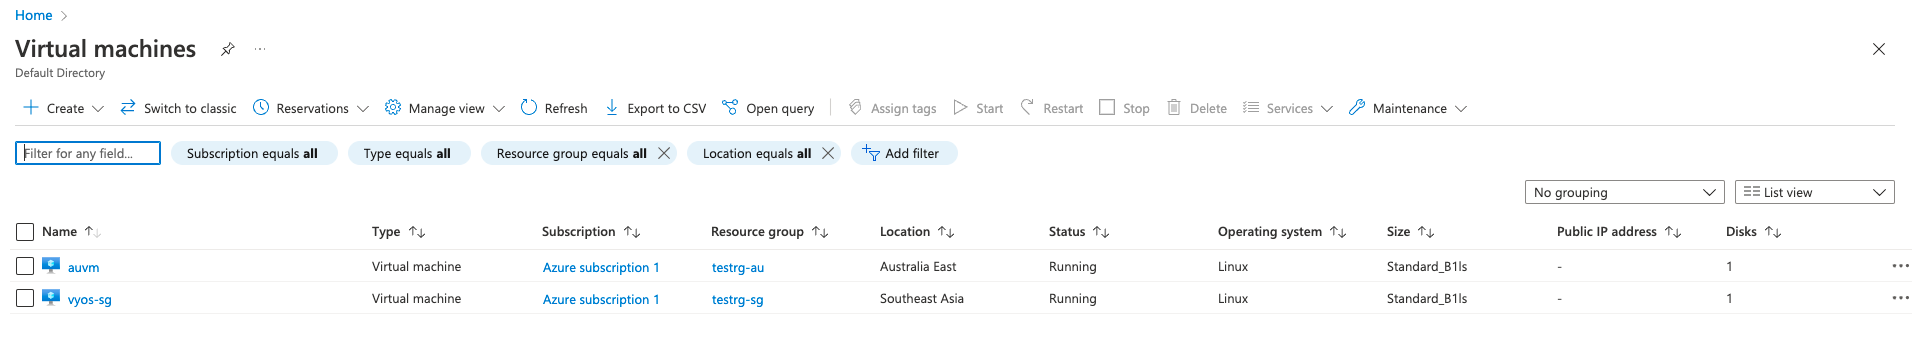 Home
Virtual machines
Default Directory
Create Switch to classic Reservations Manage view Refresh Export to CSV Open query Assign tags Start Restart Stop Delete Services Maintenance
Filter for any field... Subscription equals all Type equals all Resource group equals all Location equals all Add filter
No grouping List view
Name Type Subscription Resource group Location Status Operating system Size Public IP address Disks
auvm Virtual machine Azure subscription 1 testrg-au Australia East Running Linux Standard_B1ls - 1
vyos-sg Virtual machine Azure subscription 1 testrg-sg Southeast Asia Running Linux Standard_B1ls - 1